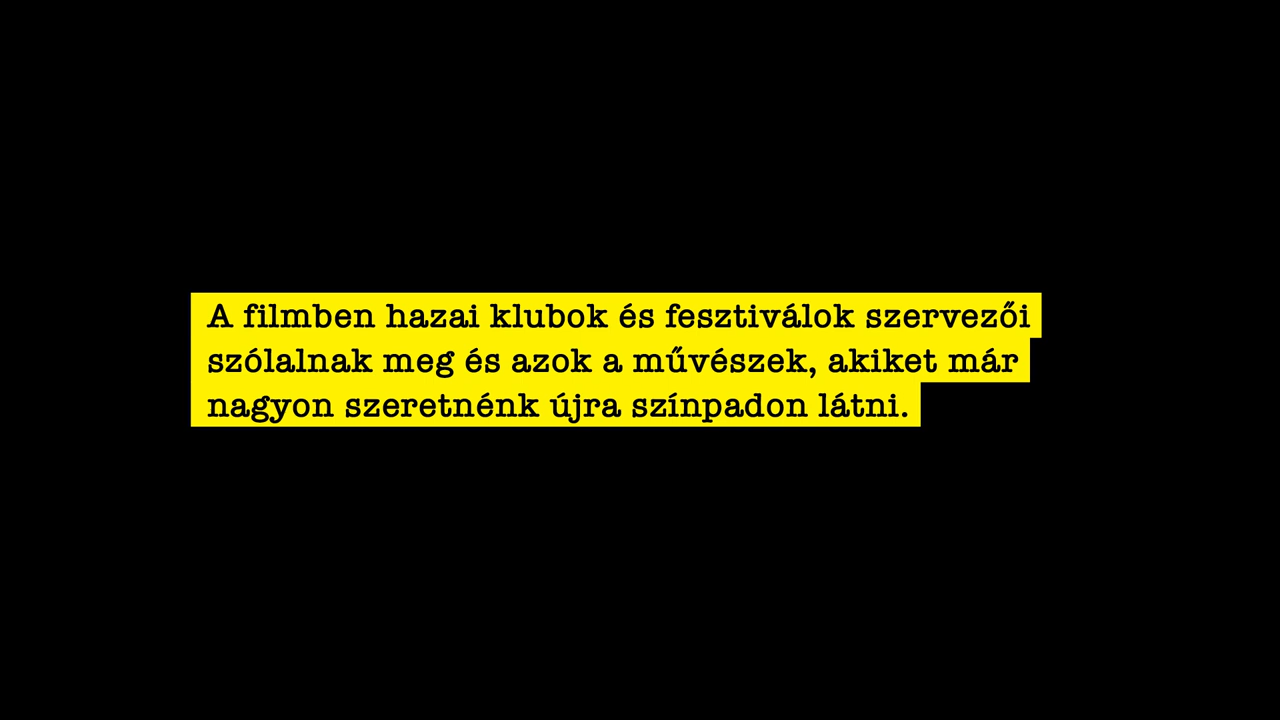 A filmben hazai klubok és fesztiválok szervezői
szólalnak meg és azok a művészek, akiket már
nagyon szeretnénk újra színpadon látni.